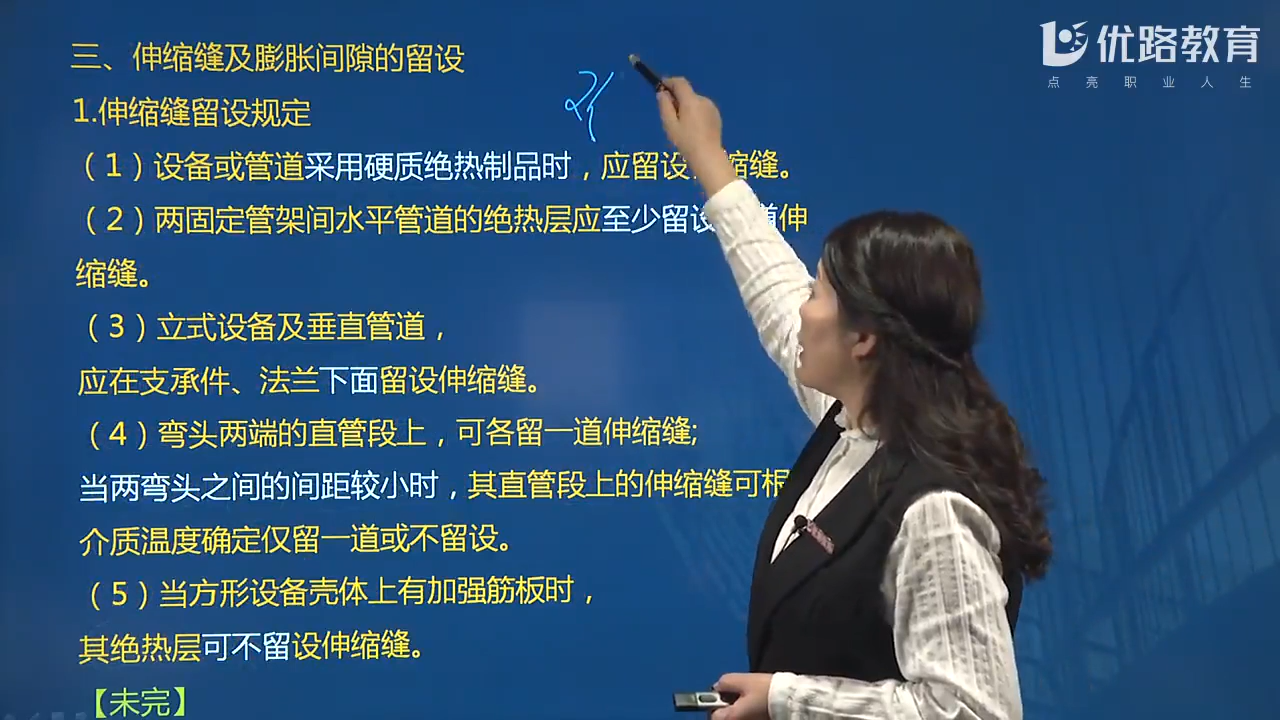 优路教育
点亮职业人生
三、伸缩缝及膨胀间隙的留设
1.伸缩缝留设规定
（1）设备或管道采用硬质绝热制品时，应留设 缩缝。
（2）两固定管架间水平管道的绝热层应至少留设 道伸
缩缝。
（3）立式设备及垂直管道，
应在支承件、法兰下面留设伸缩缝。
（4）弯头两端的直管段上，可各留一道伸缩缝;
当两弯头之间的间距较小时，其直管段上的伸缩缝可根
介质温度确定仅留一道或不留设。
（5）当方形设备壳体上有加强筋板时，
其绝热层可不留设伸缩缝。
【未完】